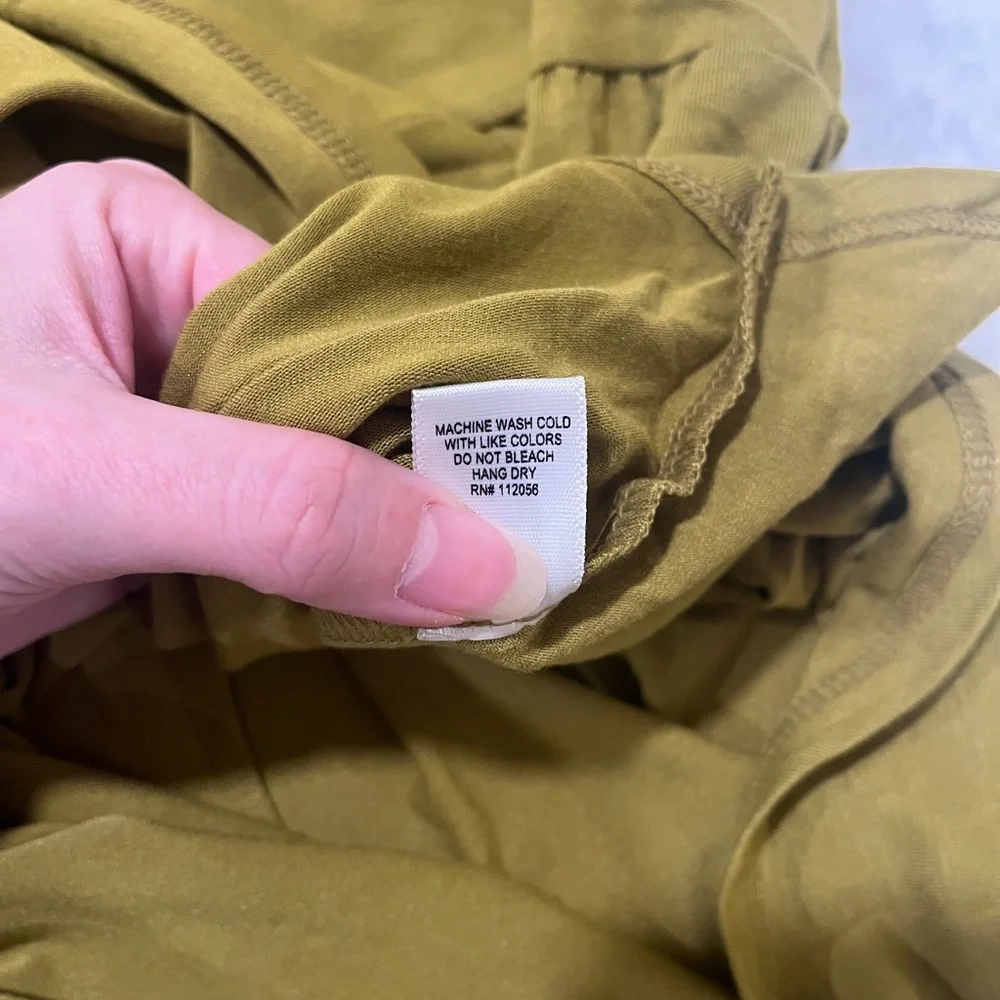 MACHINE WASH COLD
WITH LIKE COLORS
DO NOT BLEACH
HANG DRY
RN# 112056